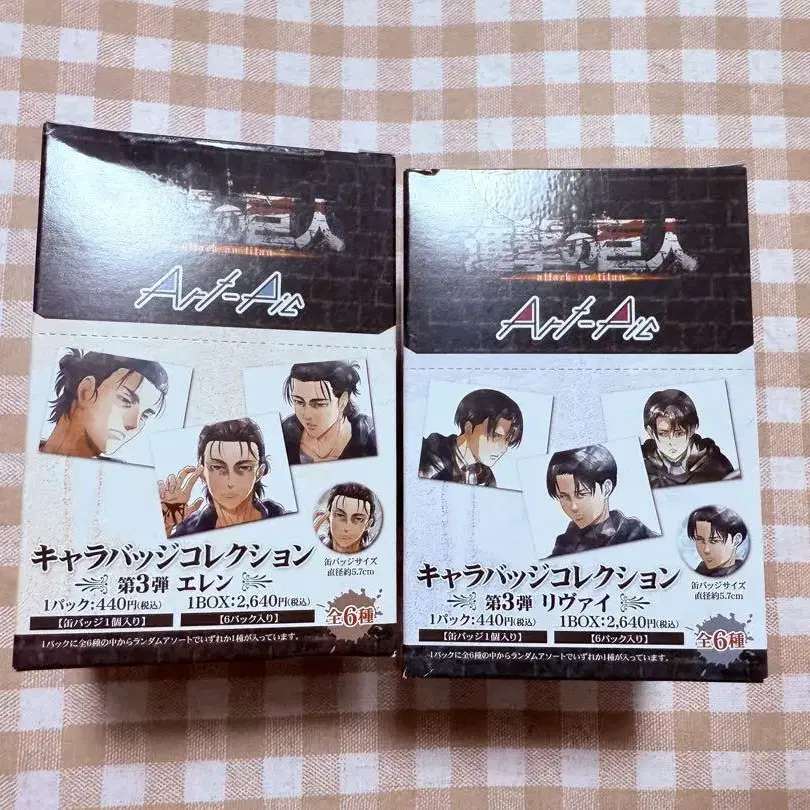 進撃の巨人
attack on titan
Art-Pic
キャラバッジコレクション
第3弾 エレン
缶バッジサイズ
直径約5.7cm
1パック:440円(税込) 1BOX:2,640円(税込)
【缶バッジ1個入り】 【6パック入り】
全6種
1パックに全6種の中からランダムアソートでいずれか1種が入っています。
進撃の巨人
attack on titan
Art-Pic
キャラバッジコレクション
第3弾 リヴァイ
缶バッジサイズ
直径約5.7cm
1パック:440円(税込) 1BOX:2,640円(税込)
【缶バッジ1個入り】 【6パック入り】
全6種
1パックに全6種の中からランダムアソートでいずれか1種が入っています。